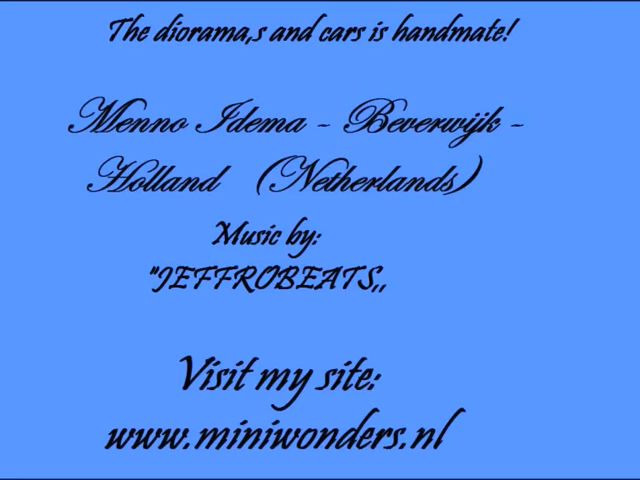 The diorama,s and cars is handmate!
Menno Idema - Beverwijk -
Holland (Netherlands)
Music by:
"JEFFROBEATS,,
Visit my site:
www.miniwonders.nl